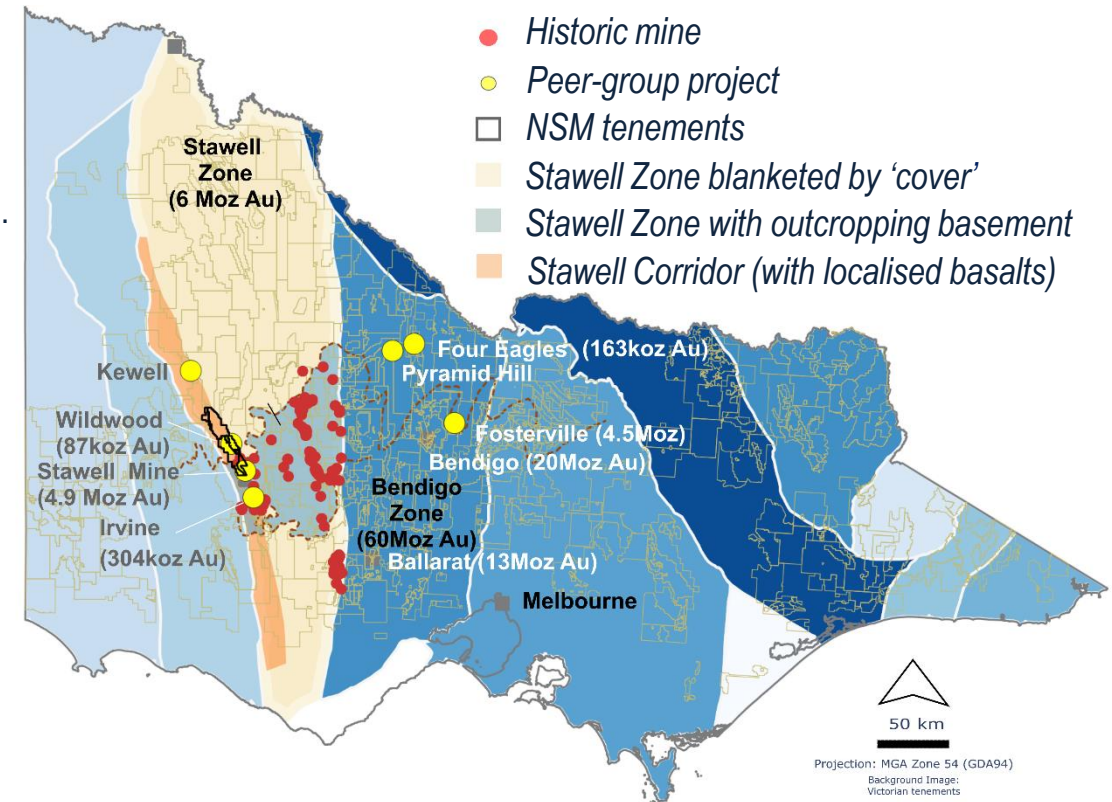 Historic mine
Peer-group project
NSM tenements
Stawell Zone blanketed by ‘cover’
Stawell Zone with outcropping basement
Stawell Corridor (with localised basalts)
.
Stawell
Zone
(6 Moz Au)
Kewell
Wildwood
(87koz Au)
Stawell Mine
(4.9 Moz Au)
Irvine
(304koz Au)
Four Eagles (163koz Au)
Pyramid Hill
Fosterville (4.5Moz)
Bendigo (20Moz Au)
Bendigo
Zone
(60Moz Au)
Ballarat (13Moz Au)
Melbourne
50 km
Projection: MGA Zone 54 (GDA94)
Background Image:
Victorian tenements